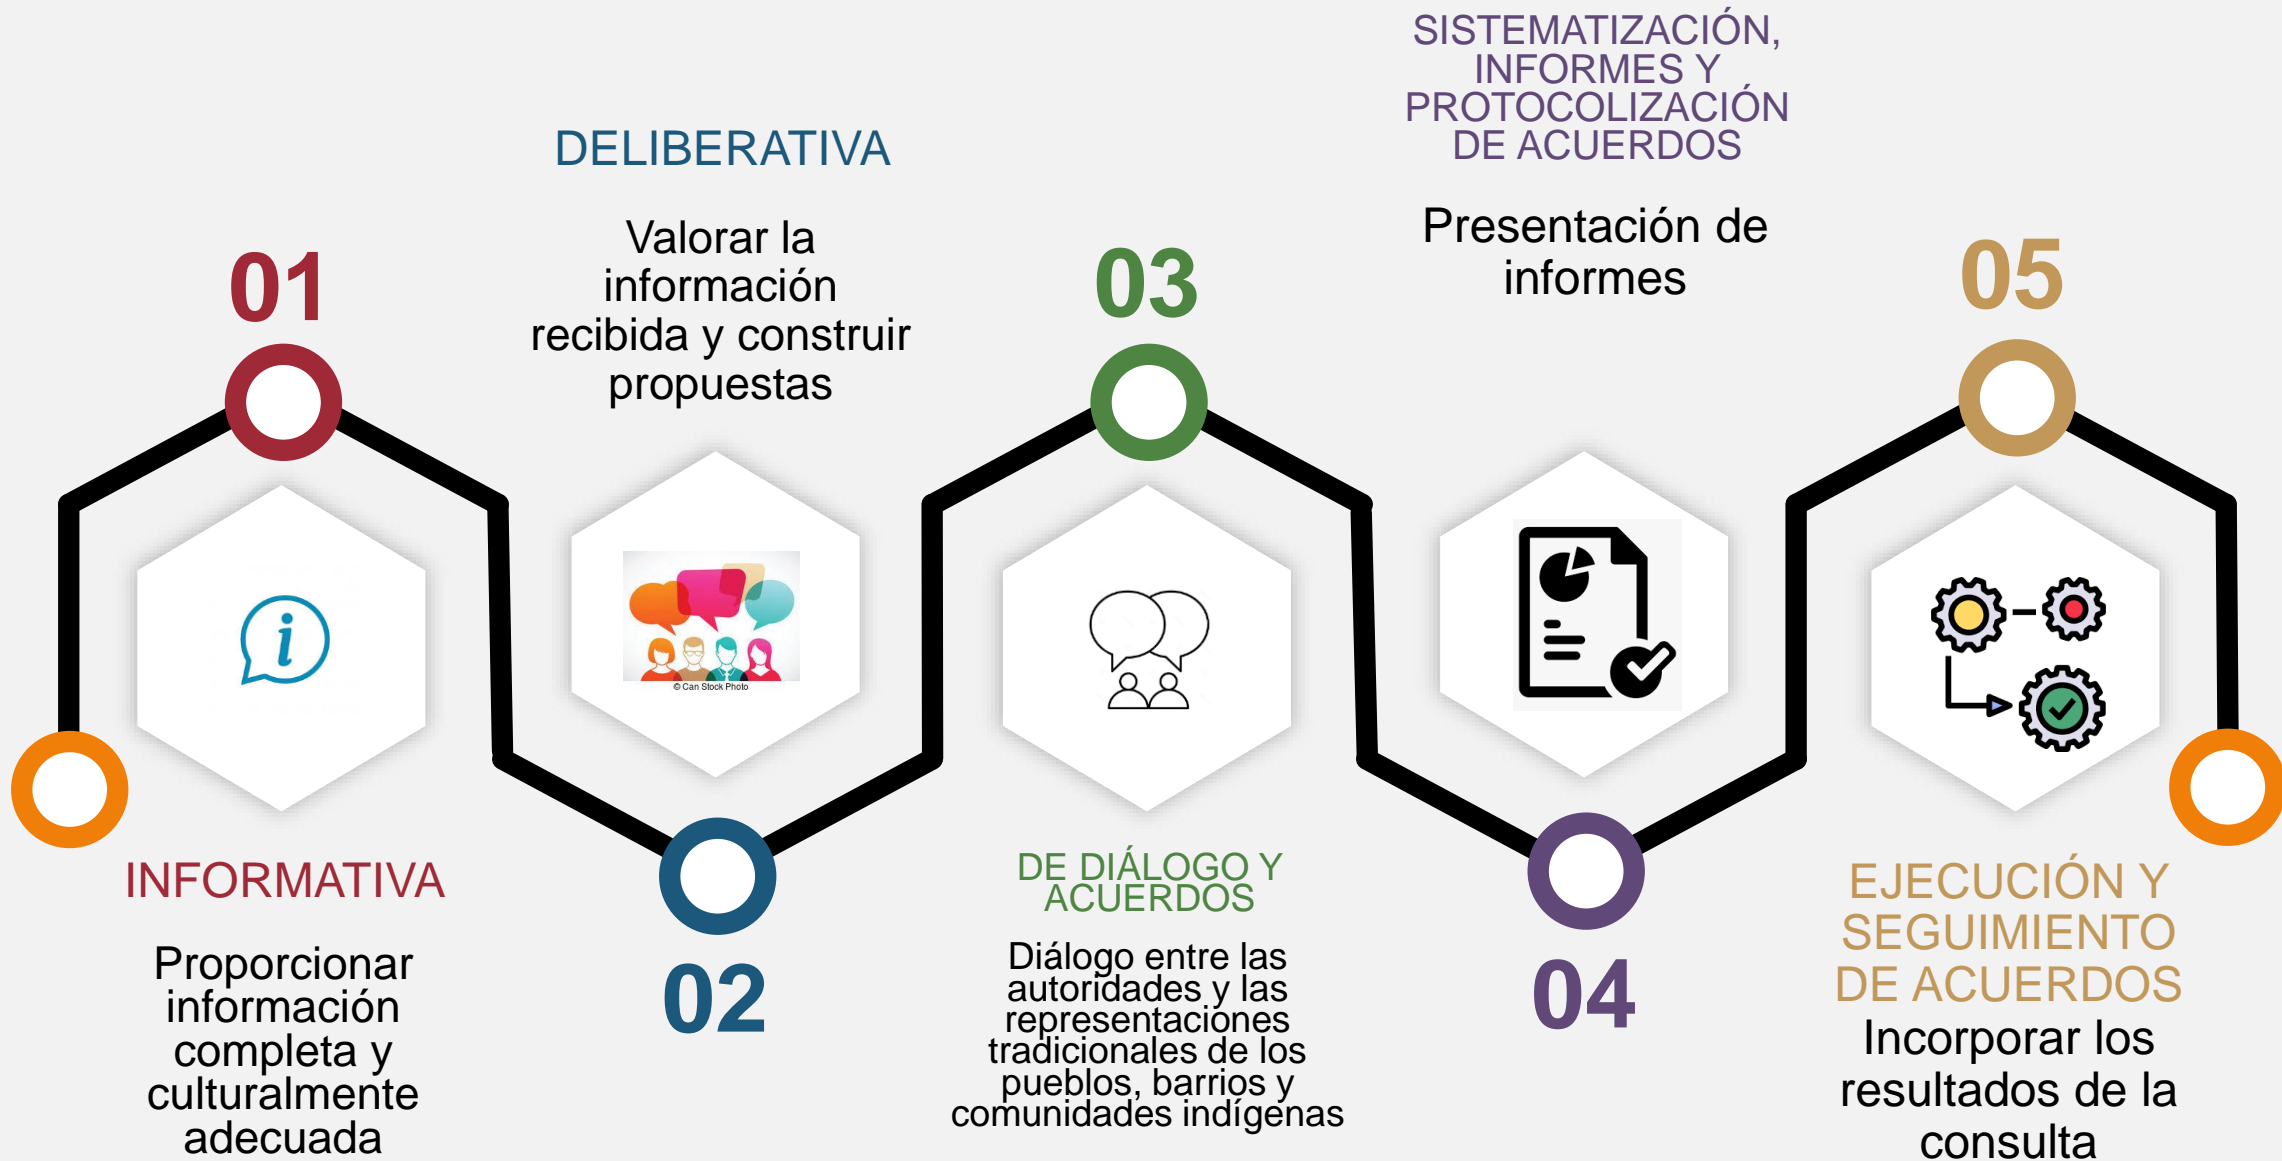 01
INFORMATIVA
Proporcionar
información
completa y
culturalmente
adecuada
DELIBERATIVA
Valorar la
información
recibida y construir
propuestas
© Can Stock Photo
02
03
DE DIÁLOGO Y
ACUERDOS
Diálogo entre las
autoridades y las
representaciones
tradicionales de los
pueblos, barrios y
comunidades indígenas
SISTEMATIZACIÓN,
INFORMES Y
PROTOCOLIZACIÓN
DE ACUERDOS
Presentación de
informes
04
05
EJECUCIÓN Y
SEGUIMIENTO
DE ACUERDOS
Incorporar los
resultados de la
consulta